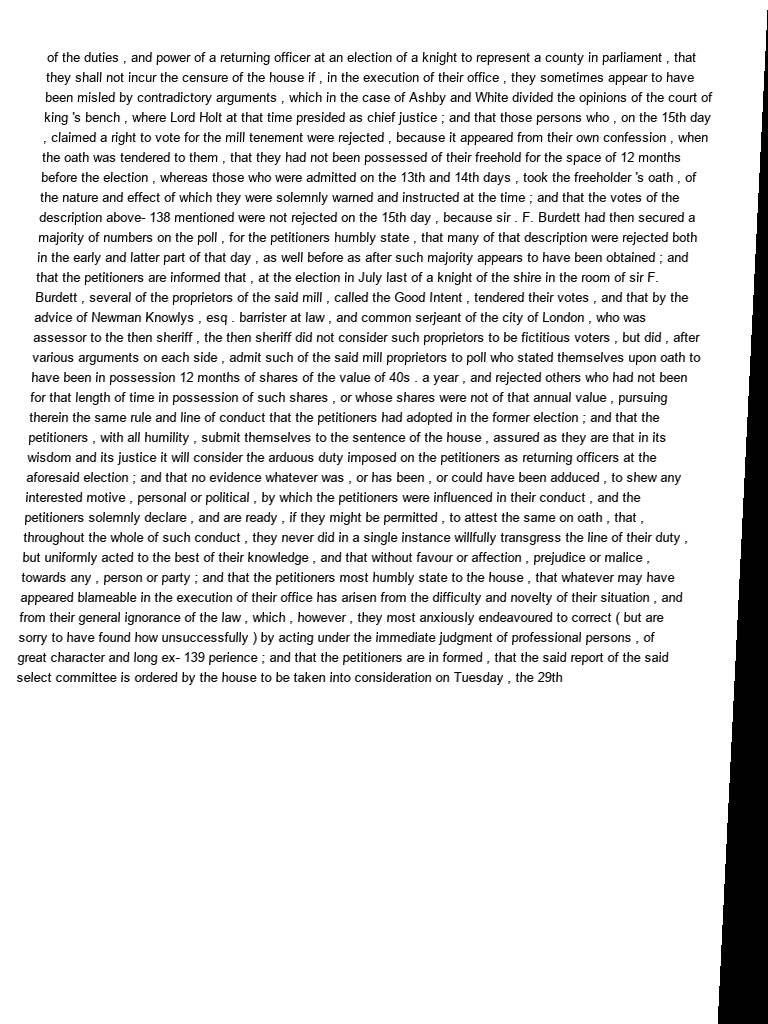 of the duties , and power of a returning officer at an election of a knight to represent a county in parliament , that
they shall not incur the censure of the house if , in the execution of their office , they sometimes appear to have
been misled by contradictory arguments , which in the case of Ashby and White divided the opinions of the court of
king 's bench , where Lord Holt at that time presided as chief justice ; and that those persons who , on the 15th day
, claimed a right to vote for the mill tenement were rejected , because it appeared from their own confession , when
the oath was tendered to them , that they had not been possessed of their freehold for the space of 12 months
before the election , whereas those who were admitted on the 13th and 14th days , took the freeholder 's oath , of
the nature and effect of which they were solemnly warned and instructed at the time ; and that the votes of the
description above- 138 mentioned were not rejected on the 15th day , because sir . F. Burdett had then secured a
majority of numbers on the poll , for the petitioners humbly state , that many of that description were rejected both
in the early and latter part of that day , as well before as after such majority appears to have been obtained ; and
that the petitioners are informed that , at the election in July last of a knight of the shire in the room of sir F.
Burdett , several of the proprietors of the said mill , called the Good Intent , tendered their votes , and that by the
advice of Newman Knowlys , esq . barrister at law , and common serjeant of the city of London , who was
assessor to the then sheriff , the then sheriff did not consider such proprietors to be fictitious voters , but did , after
various arguments on each side , admit such of the said mill proprietors to poll who stated themselves upon oath to
have been in possession 12 months of shares of the value of 40s . a year , and rejected others who had not been
for that length of time in possession of such shares , or whose shares were not of that annual value , pursuing
therein the same rule and line of conduct that the petitioners had adopted in the former election ; and that the
petitioners , with all humility , submit themselves to the sentence of the house , assured as they are that in its
wisdom and its justice it will consider the arduous duty imposed on the petitioners as returning officers at the
aforesaid election ; and that no evidence whatever was , or has been , or could have been adduced , to shew any
interested motive , personal or political , by which the petitioners were influenced in their conduct , and the
petitioners solemnly declare , and are ready , if they might be permitted , to attest the same on oath , that ,
throughout the whole of such conduct , they never did in a single instance willfully transgress the line of their duty ,
but uniformly acted to the best of their knowledge , and that without favour or affection , prejudice or malice ,
towards any , person or party ; and that the petitioners most humbly state to the house , that whatever may have
appeared blameable in the execution of their office has arisen from the difficulty and novelty of their situation , and
from their general ignorance of the law , which , however , they most anxiously endeavoured to correct ( but are
sorry to have found how unsuccessfully ) by acting under the immediate judgment of professional persons , of
great character and long ex- 139 perience ; and that the petitioners are in formed , that the said report of the said
select committee is ordered by the house to be taken into consideration on Tuesday , the 29th